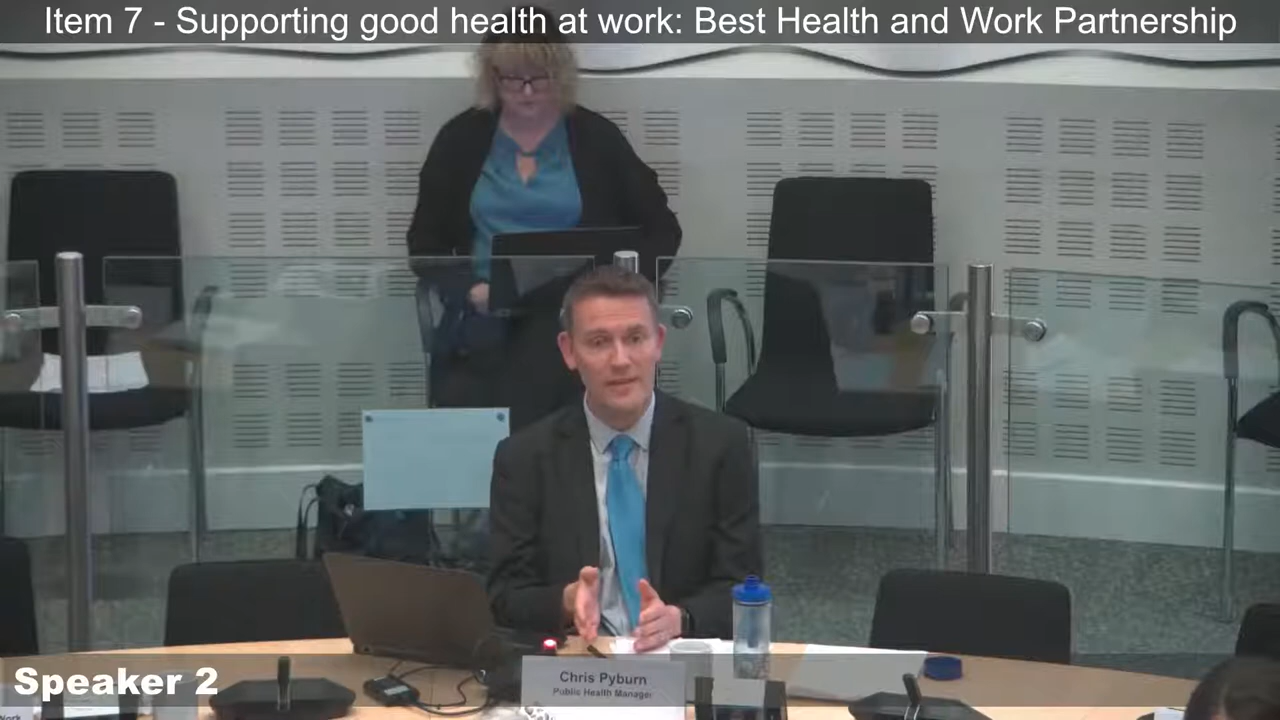 Item 7 - Supporting good health at work: Best Health and Work Partnership
Speaker 2
Chris Pyburn
Public Health Manager
Work